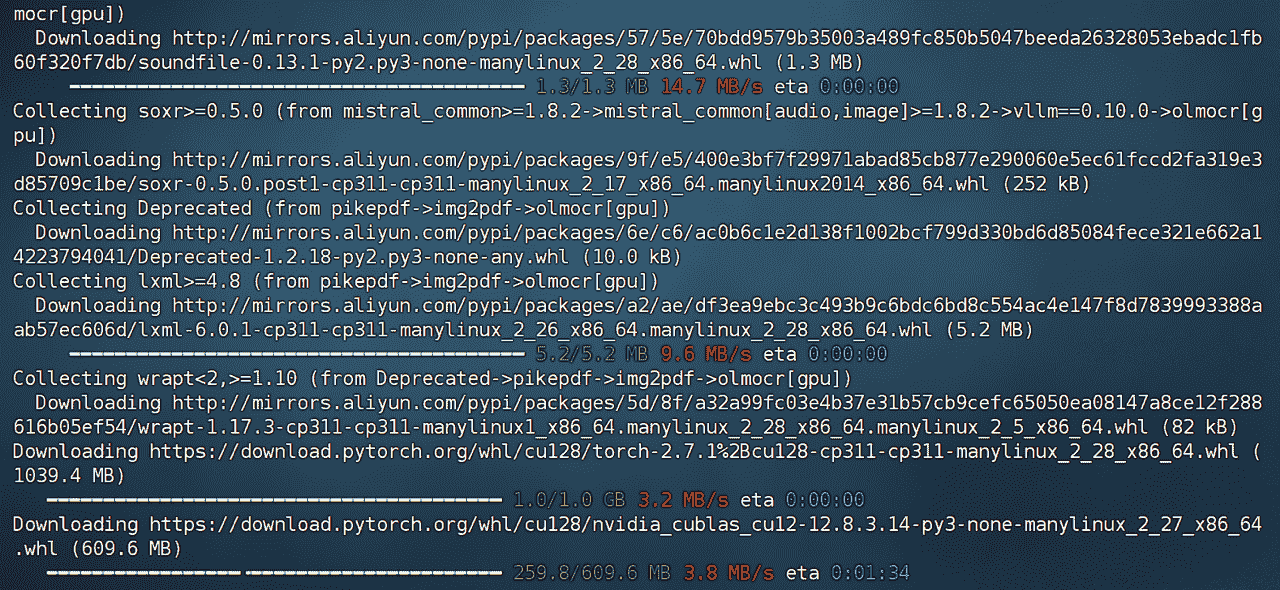 mocr[gpu])
  Downloading http://mirrors.aliyun.com/pypi/packages/57/5e/70bdd9579b35003a489fc850b5047beeda26328053ebadc1fb
60f320f7db/soundfile-0.13.1-py2.py3-none-manylinux_2_28_x86_64.whl (1.3 MB)
1.3/1.3 MB 14.7 MB/s eta 0:00:00
Collecting soxr>=0.5.0 (from mistral_common>=1.8.2->mistral_common[audio,image]>=1.8.2->vllm==0.10.0->olmocr[g
pu])
  Downloading http://mirrors.aliyun.com/pypi/packages/9f/e5/400e3bf7f29971abad85cb877e290060e5ec61fccd2fa319e3
d85709c1be/soxr-0.5.0.post1-cp311-cp311-manylinux_2_17_x86_64.manylinux2014_x86_64.whl (252 kB)
Collecting Deprecated (from pikepdf->img2pdf->olmocr[gpu])
  Downloading http://mirrors.aliyun.com/pypi/packages/6e/c6/ac0b6c1e2d138f1002bcf799d330bd6d85084fece321e662a1
4223794041/Deprecated-1.2.18-py2.py3-none-any.whl (10.0 kB)
Collecting lxml>=4.8 (from pikepdf->img2pdf->olmocr[gpu])
  Downloading http://mirrors.aliyun.com/pypi/packages/a2/ae/df3ea9ebc3c493b9c6bdc6bd8c554ac4e147f8d7839993388a
ab57ec606d/lxml-6.0.1-cp311-cp311-manylinux_2_26_x86_64.manylinux_2_28_x86_64.whl (5.2 MB)
5.2/5.2 MB 9.6 MB/s eta 0:00:00
Collecting wrapt<2,>=1.10 (from Deprecated->pikepdf->img2pdf->olmocr[gpu])
  Downloading http://mirrors.aliyun.com/pypi/packages/5d/8f/a32a99fc03e4b37e31b57cb9cefc65050ea08147a8ce12f288
616b05ef54/wrapt-1.17.3-cp311-cp311-manylinux1_x86_64.manylinux_2_28_x86_64.manylinux_2_5_x86_64.whl (82 kB)
Downloading https://download.pytorch.org/whl/cu128/torch-2.7.1%2Bcu128-cp311-cp311-manylinux_2_28_x86_64.whl (
1039.4 MB)
1.0/1.0 GB 3.2 MB/s eta 0:00:00
Downloading https://download.pytorch.org/whl/cu128/nvidia_cublas_cu12-12.8.3.14-py3-none-manylinux_2_27_x86_64
.whl (609.6 MB)
259.8/609.6 MB 3.8 MB/s eta 0:01:34